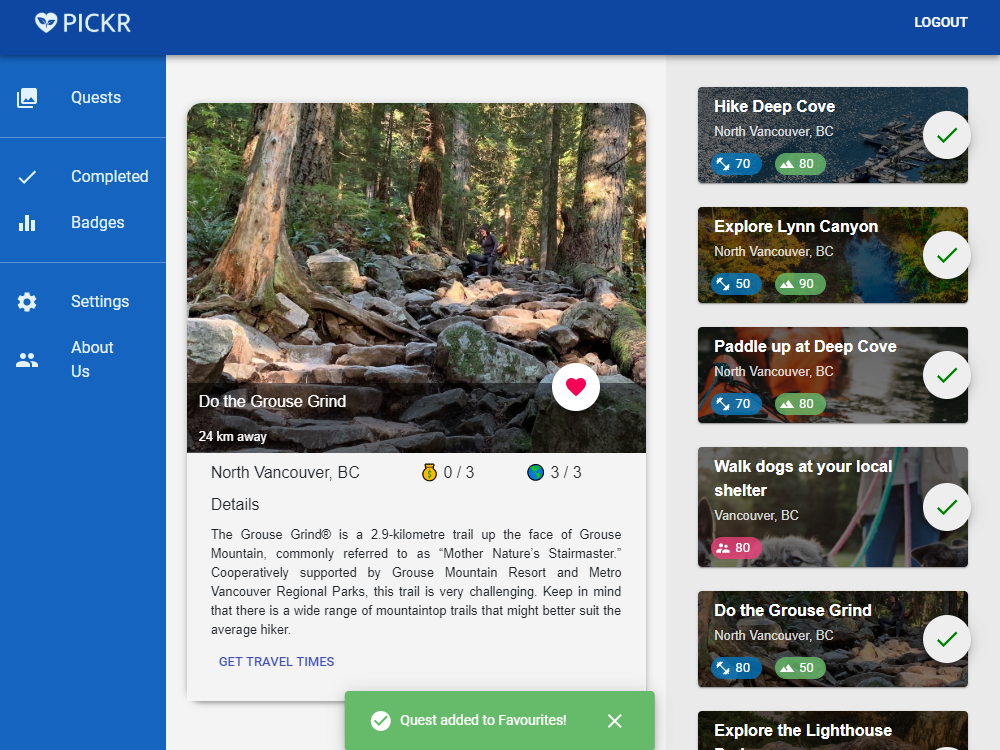 PICKR
LOGOUT
Quests
Completed
Badges
Settings
About
Us
Do the Grouse Grind
24 km away
North Vancouver, BC
0 / 3
3 / 3
Details
The Grouse Grind® is a 2.9-kilometre trail up the face of Grouse
Mountain, commonly referred to as “Mother Nature’s Stairmaster.”
Cooperatively supported by Grouse Mountain Resort and Metro
Vancouver Regional Parks, this trail is very challenging. Keep in mind
that there is a wide range of mountaintop trails that might better suit the
average hiker.
GET TRAVEL TIMES
Quest added to Favourites!
Hike Deep Cove
North Vancouver, BC
70
80
Explore Lynn Canyon
North Vancouver, BC
50
90
Paddle up at Deep Cove
North Vancouver, BC
70
80
Walk dogs at your local
shelter
Vancouver, BC
80
Do the Grouse Grind
North Vancouver, BC
80
50
Explore the Lighthouse